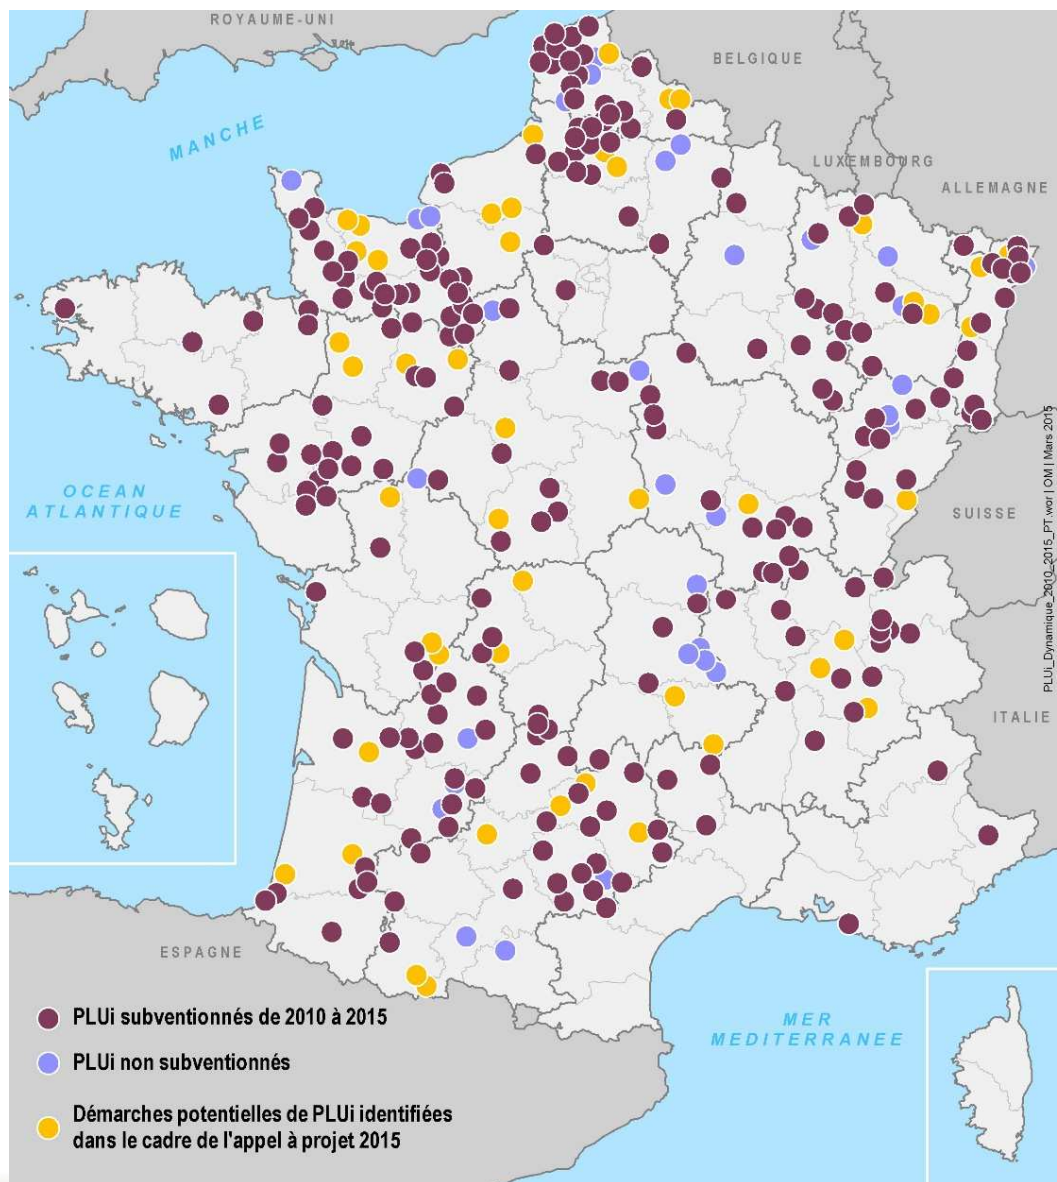 ROYAUME-UNI
BELGIQUE
MANCHE
LUXEMBOURG
ALLEMAGNE
OCEAN
ATLANTIQUE
SUISSE
ITALIE
ESPAGNE
MER
MEDITERRANEE
PLUi subventionnés de 2010 à 2015
PLUi non subventionnés
Démarches potentielles de PLUi identifiées
dans le cadre de l'appel à projet 2015
PLUi_Dynamique_2010_2015_PT.wor I OM I Mars 2015